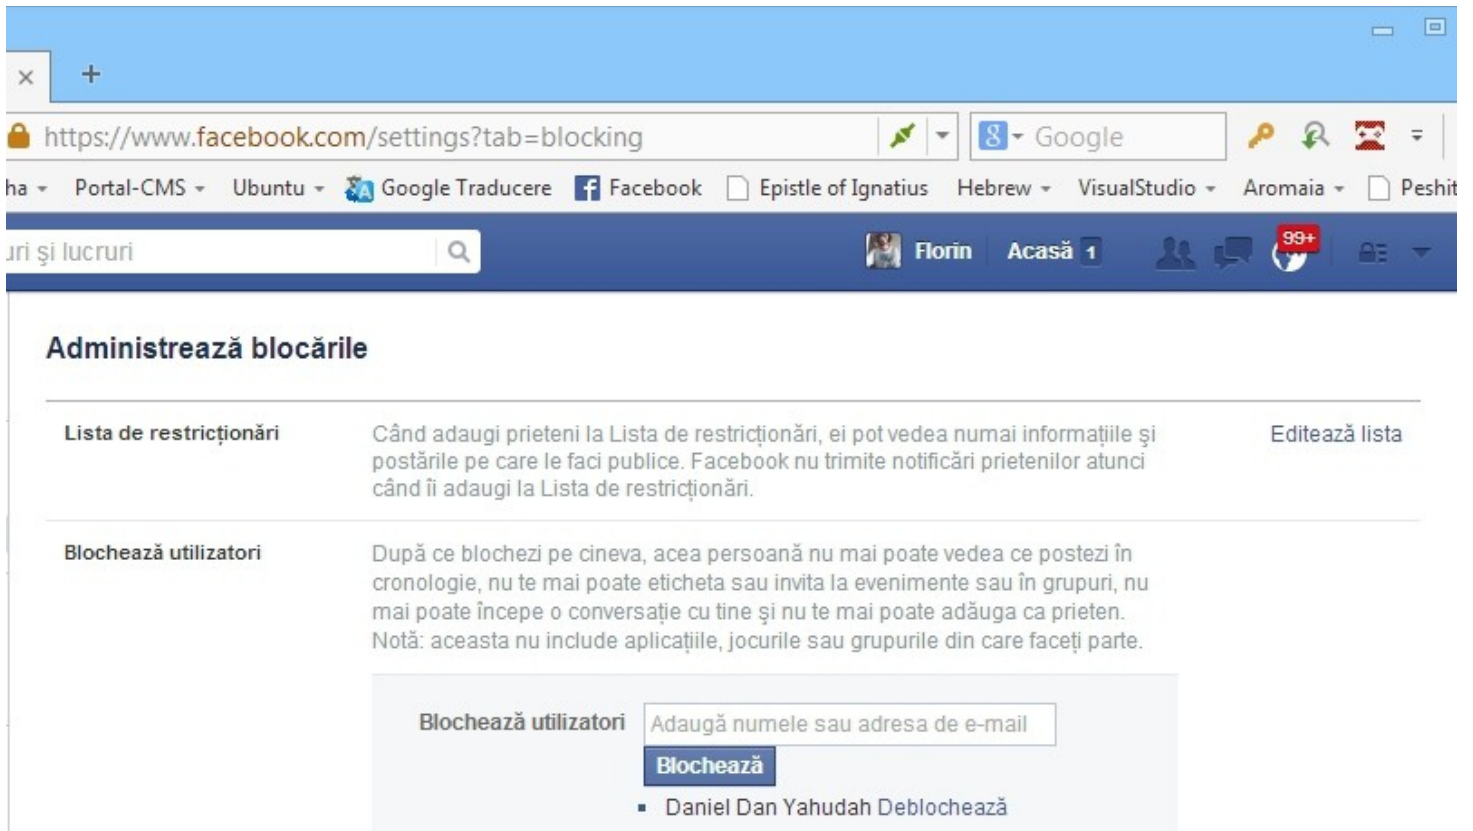 https://www.facebook.com/settings?tab=blocking
Google
ha Portal-CMS Ubuntu Google Traducere Facebook Epistle of Ignatius Hebrew VisualStudio Aromaia Peshit
uri şi lucruri
Florin Acasă 1 99+
Administrează blocările
Lista de restricționări
Când adaugi prieteni la Lista de restricționări, ei pot vedea numai informațiile şi
postările pe care le faci publice. Facebook nu trimite notificări prietenilor atunci
când îi adaugi la Lista de restricționări.
Editează lista
Blochează utilizatori
După ce blochezi pe cineva, acea persoană nu mai poate vedea ce postezi în
cronologie, nu te mai poate eticheta sau invita la evenimente sau în grupuri, nu
mai poate începe o conversație cu tine şi nu te mai poate adăuga ca prieten.
Notă: aceasta nu include aplicațiile, jocurile sau grupurile din care faceți parte.
Blochează utilizatori
Adaugă numele sau adresa de e-mail
Blochează
Daniel Dan Yahudah Deblochează